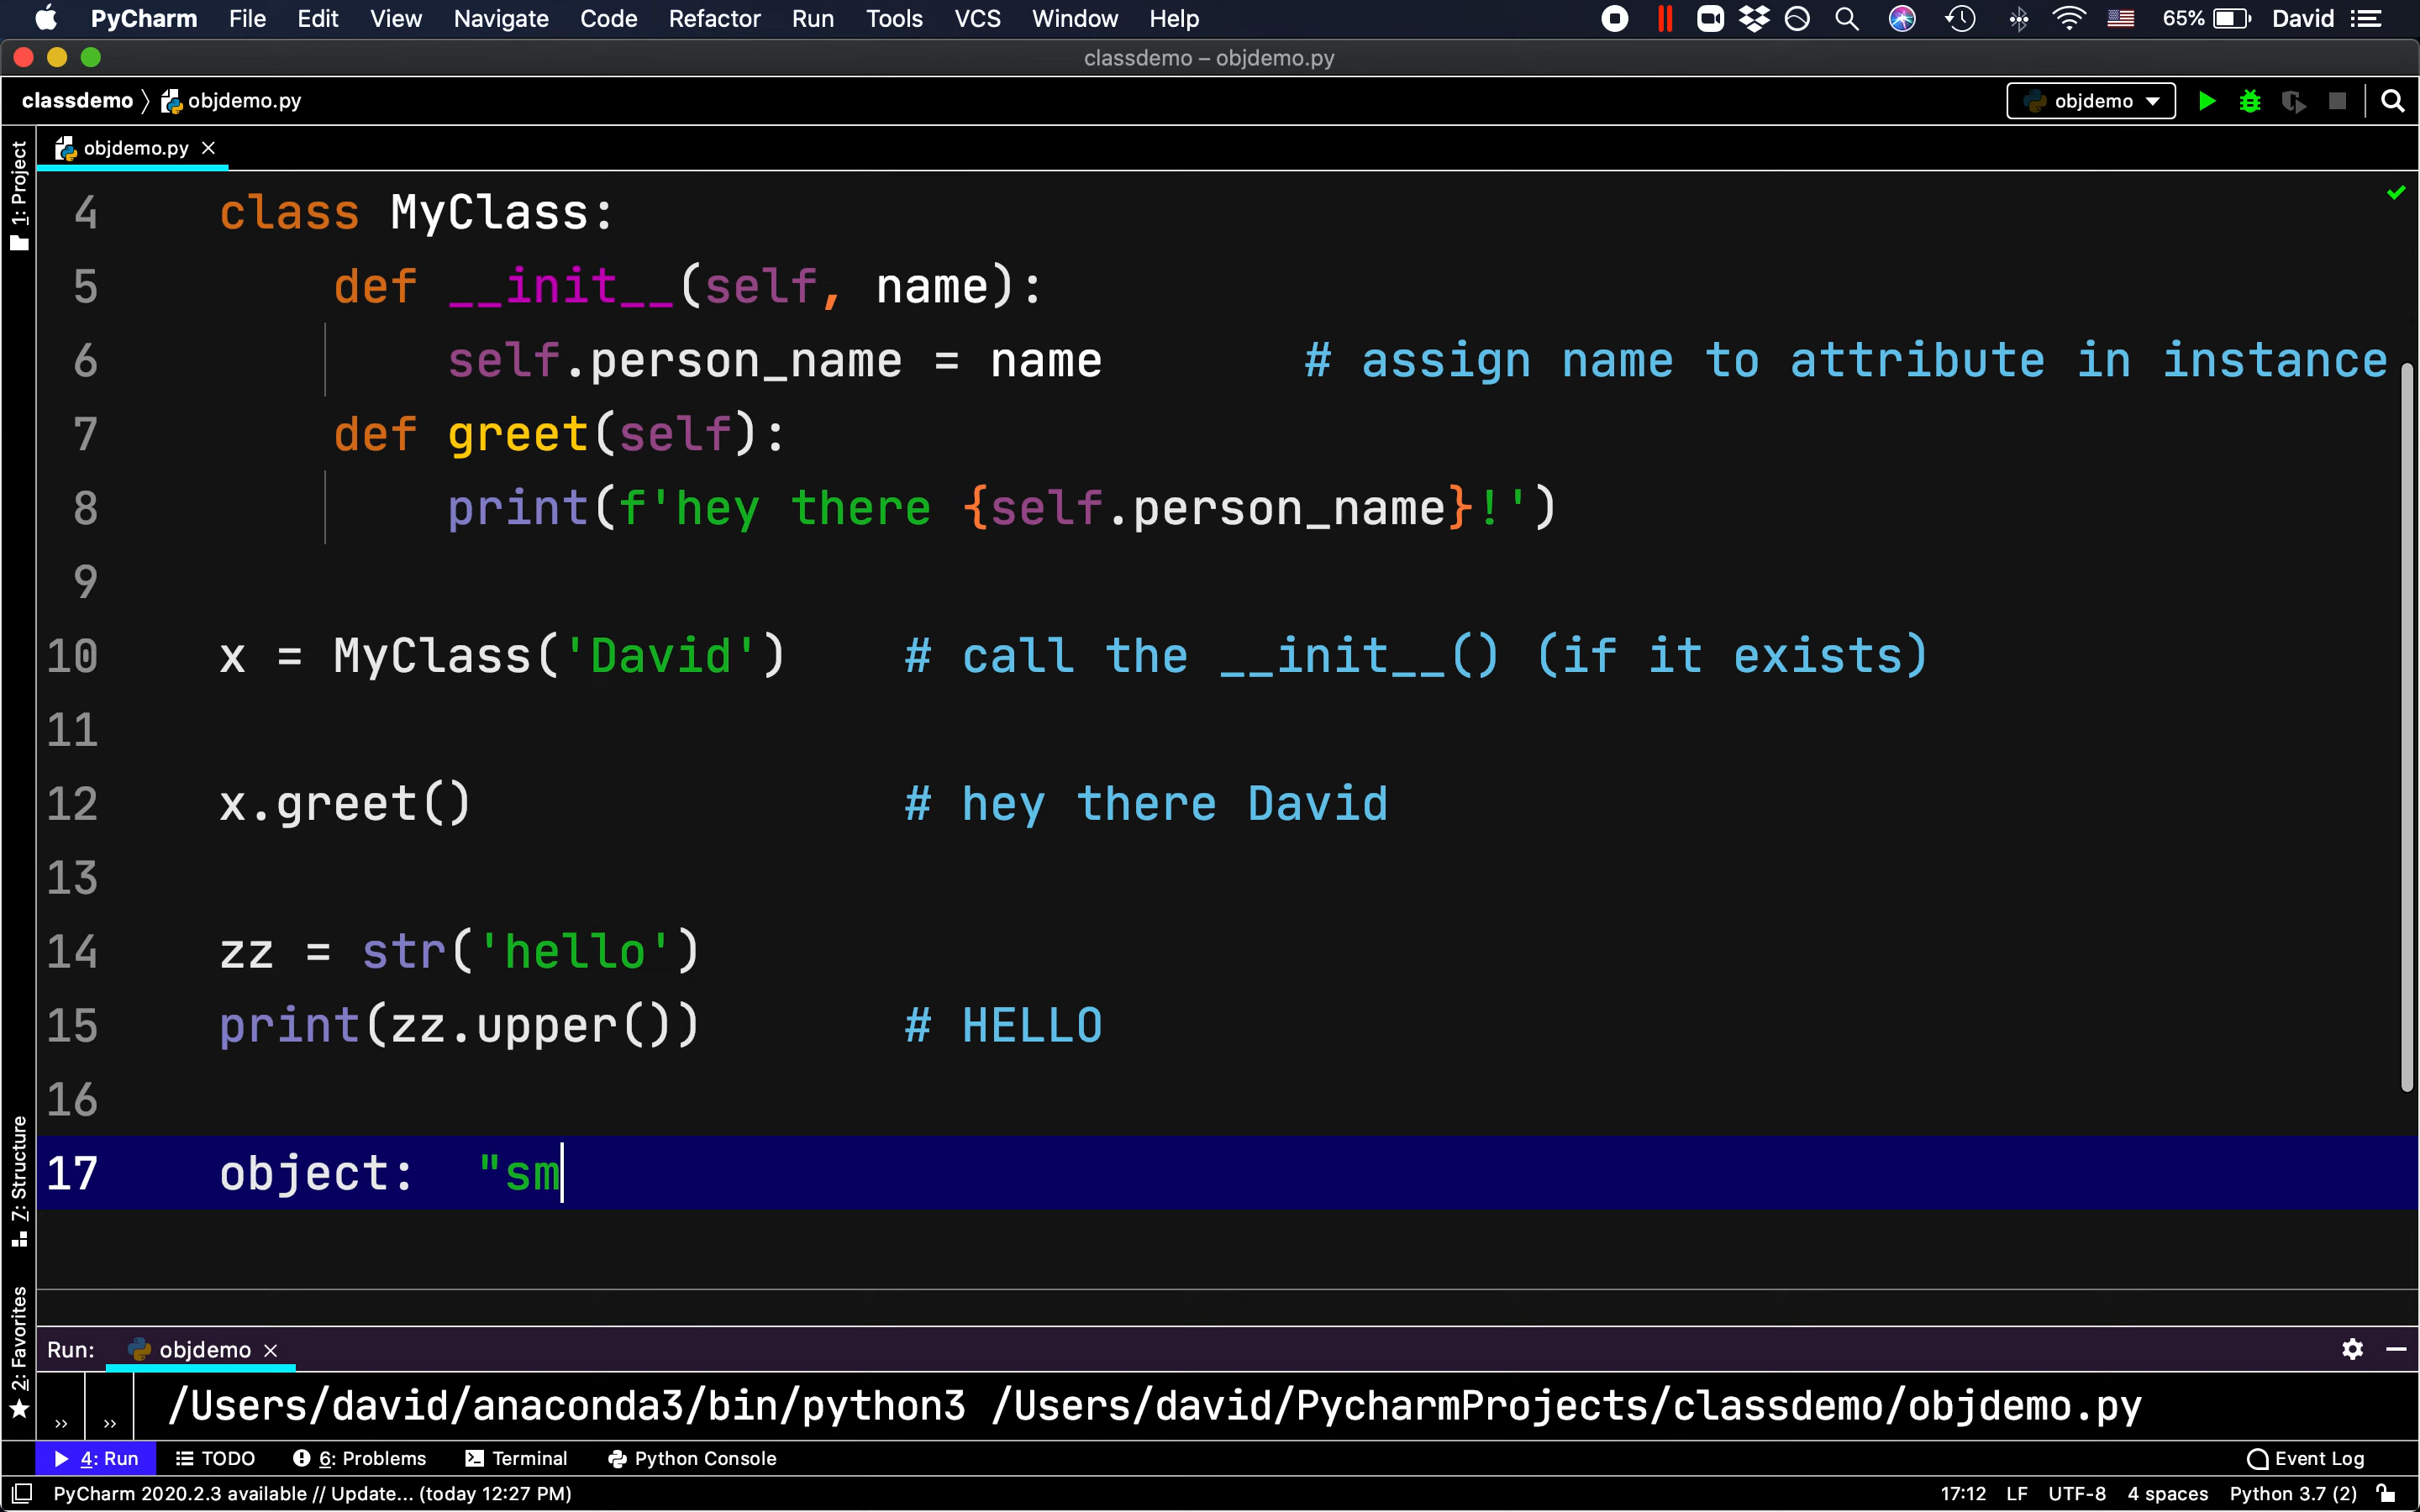 PyCharm File Edit View Navigate Code Refactor Run Tools VCS Window Help 65% David
classdemo – objdemo.py
classdemo 〉 objdemo.py objdemo
1: Project
objdemo.py ×
4 class MyClass:
5 def __init__(self, name):
6 self.person_name = name # assign name to attribute in instance
7 def greet(self):
8 print(f'hey there {self.person_name}!')
9
10 x = MyClass('David') # call the __init__() (if it exists)
11
12 x.greet() # hey there David
13
14 zz = str('hello')
15 print(zz.upper()) # HELLO
16
17 object: "sm
Z: Structure
2: Favorites
Run: objdemo ×
» » /Users/david/anaconda3/bin/python3 /Users/david/PycharmProjects/classdemo/objdemo.py
4: Run TODO 6: Problems Terminal Python Console Event Log
PyCharm 2020.2.3 available // Update... (today 12:27 PM) 17:12 LF UTF-8 4 spaces Python 3.7 (2)